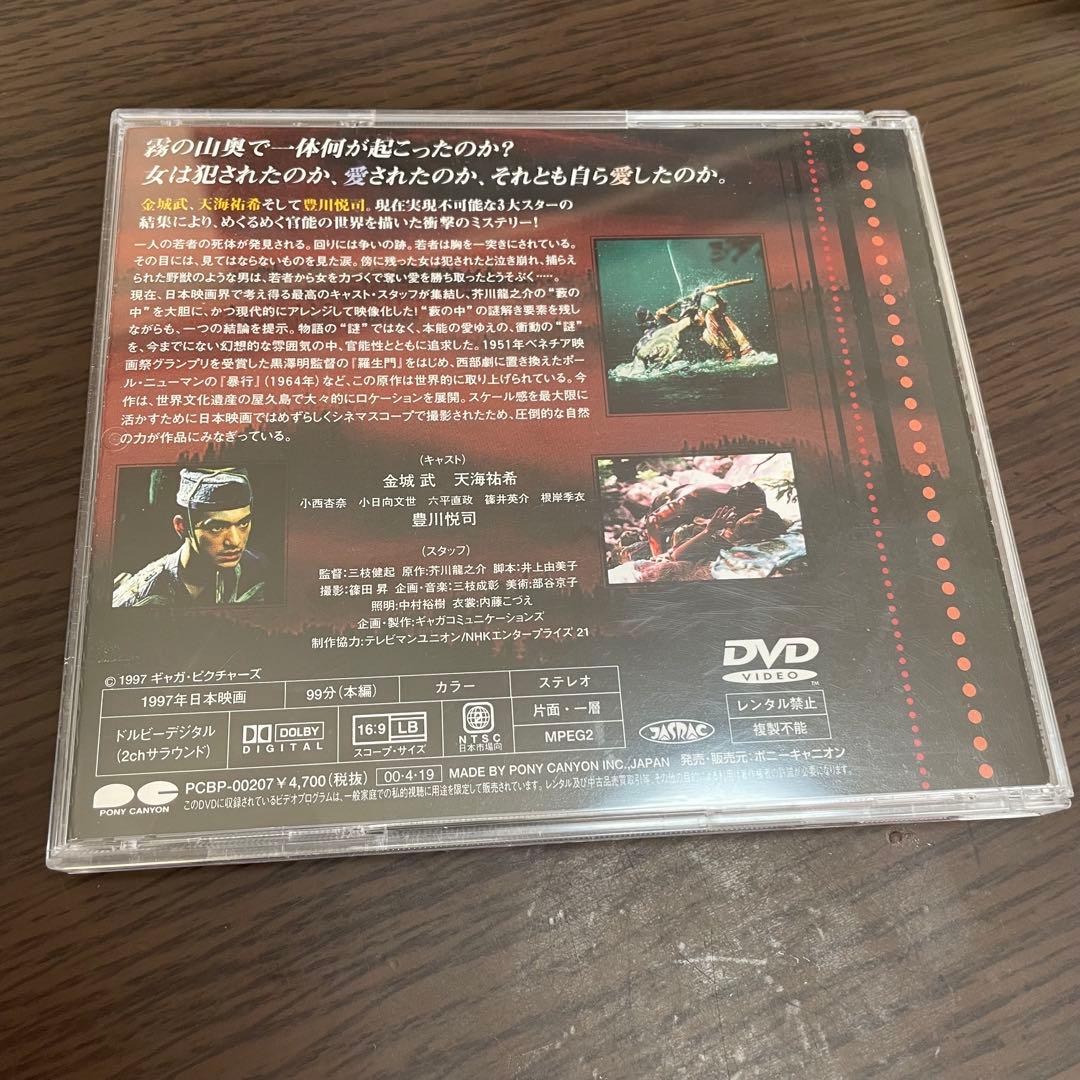 霧の山奥で一体何が起こったのか?
女は犯されたのか、愛されたのか、それとも自ら愛したのか。
金城武、天海祐希そして豊川悦司。現在実現不可能な3大スターの
結集により、めくるめく官能の世界を描いた衝撃のミステリー!
一人の若者の死体が発見される。回りには争いの跡。若者は胸を一突きにされている。
その目には、見てはならないものを見た涙。傍に残った女は犯されたと泣き崩れ、捕らえ
られた野獣のような男は、若者から女を力づくで奪い愛を勝ち取ったとうそぶく……。
現在、日本映画界で考え得る最高のキャスト・スタッフが集結し、芥川龍之介の“藪の
中”を大胆に、かつ現代的にアレンジして映像化した!“藪の中”の謎解き要素を残し
ながらも、一つの結論を提示。物語の“謎”ではなく、本能の愛ゆえの、衝動の“謎”
を、今までにない幻想的な雰囲気の中、官能性とともに追求した。1951年ベネチア映
画祭グランプリを受賞した黒澤明監督の『羅生門』をはじめ、西部劇に置き換えたポー
ル・ニューマンの『暴行』(1964年)など、この原作は世界的に取り上げられている。今
作は、世界文化遺産の屋久島で大々的にロケーションを展開。スケール感を最大限に
活かすために日本映画ではめずらしくシネマスコープで撮影されたため、圧倒的な自然
の力が作品にみなぎっている。
(キャスト)
金城 武 天海祐希
小西杏奈 小日向文世 六平直政 篠井英介 根岸季衣
豊川悦司
(スタッフ)
監督:三枝健起 原作:芥川龍之介 脚本:井上由美子
撮影:篠田 昇 企画・音楽:三枝成彰 美術:部谷京子
照明:中村裕樹 衣裳:内藤こづえ
企画・製作:ギャガコミュニケーションズ
制作協力:テレビマンユニオン/NHKエンタープライズ21
© 1997 ギャガ・ピクチャーズ
1997年日本映画 99分(本編) カラー ステレオ
ドルビーデジタル
(2chサラウンド)
DOLBY
DIGITAL
16:9 LB
スコープ・サイズ
NTSC
日本市場向
片面・一層
MPEG2
DVD
VIDEO
TM
レンタル禁止
複製不能
JASRAC
PONY CANYON
PCBP-00207 ¥4,700(税抜) 00・4・19 MADE BY PONY CANYON INC.,JAPAN 発売・販売元:ポニーキャニオン
このDVDに収録されているビデオプログラムは、一般家庭での私的視聴に用途を限定して販売されています。レンタル及び中古品売買取引等、その他の目的